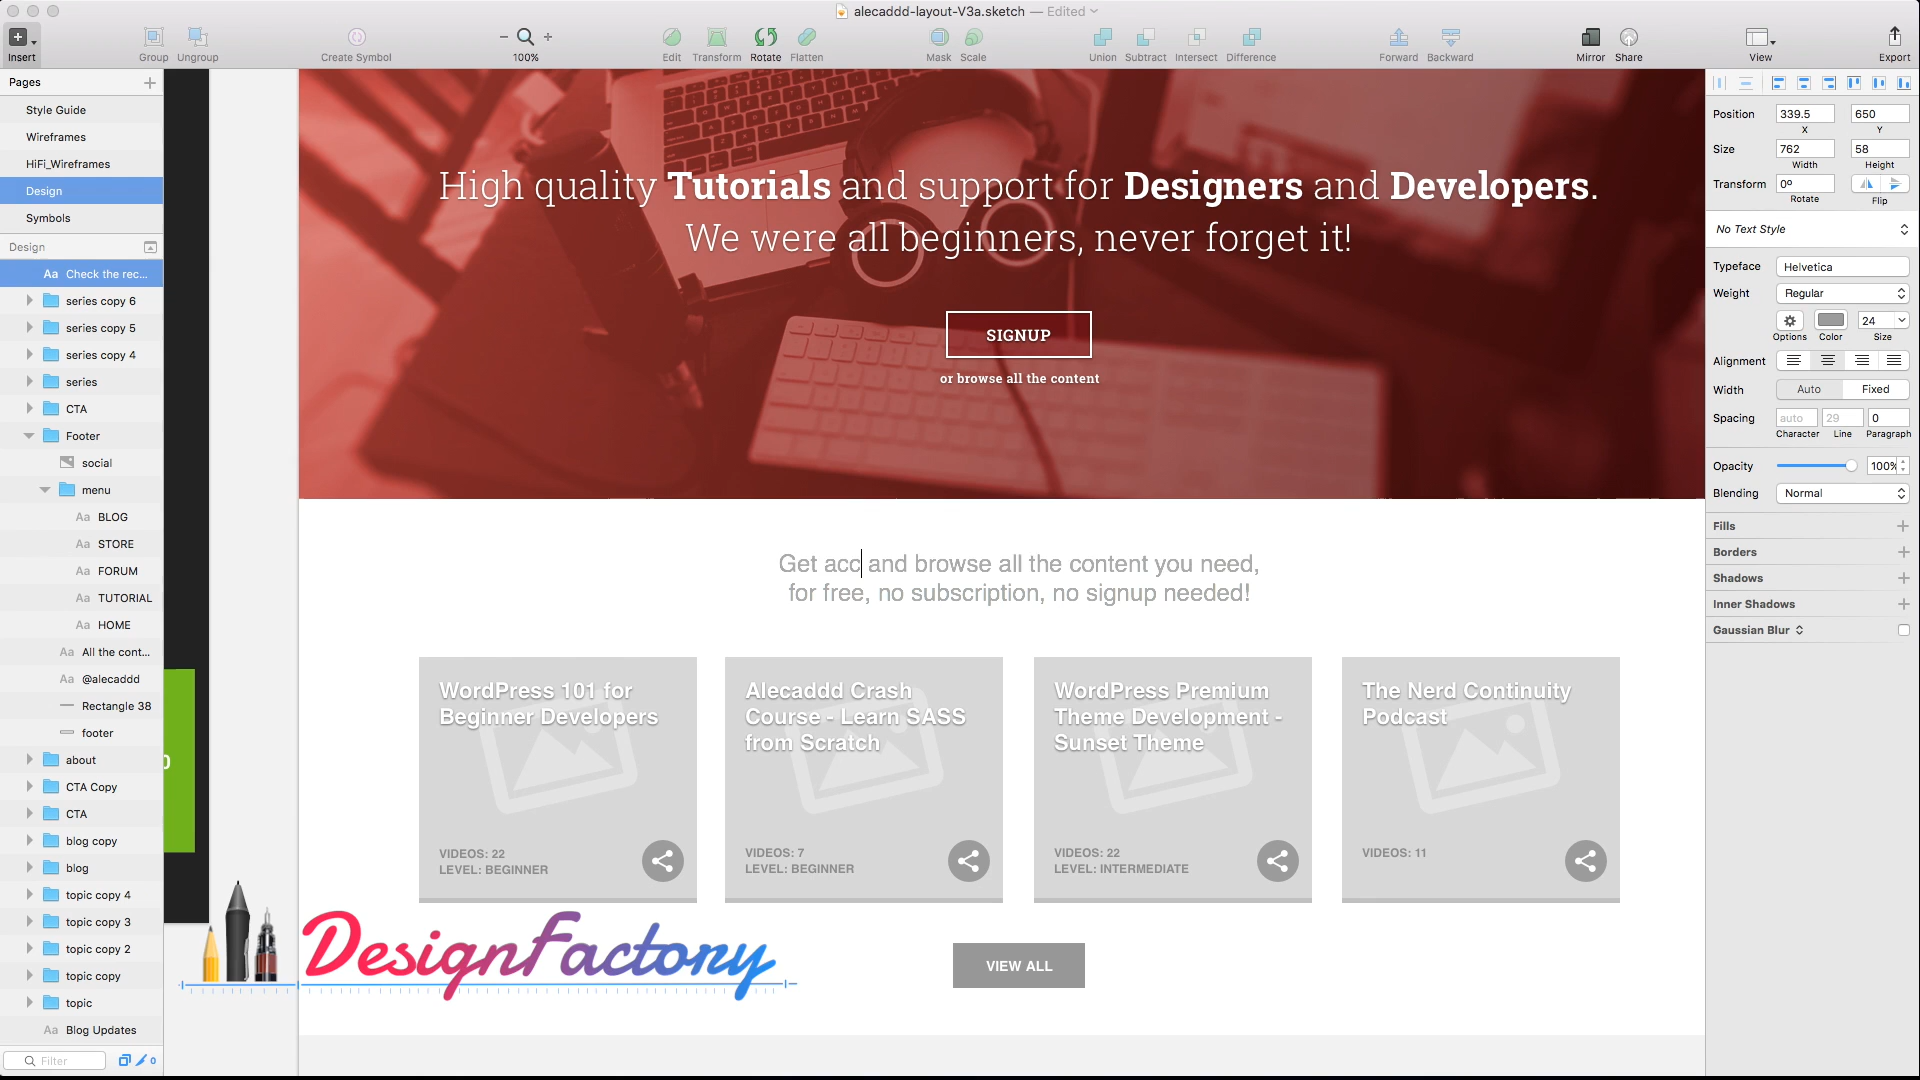 alecaddd-layout-V3a.sketch — Edited
Insert
Group
Ungroup
Create Symbol
100%
Edit
Transform
Rotate
Flatten
Mask
Scale
Union
Subtract
Intersect
Difference
Forward
Backward
Mirror
Share
View
Export
Pages
Style Guide
Wireframes
HiFi_Wireframes
Design
Symbols
Design
Aa Check the rec...
series copy 6
series copy 5
series copy 4
series
CTA
Footer
social
menu
Aa BLOG
Aa STORE
Aa FORUM
Aa TUTORIAL
Aa HOME
Aa All the cont...
Aa @alecaddd
Rectangle 38
footer
about
CTA Copy
CTA
blog copy
blog
topic copy 4
topic copy 3
topic copy 2
topic copy
topic
Aa Blog Updates
Filter
0
High quality Tutorials and support for Designers and Developers.
We were all beginners, never forget it!
SIGNUP
or browse all the content
Get acc and browse all the content you need,
for free, no subscription, no signup needed!
WordPress 101 for
Beginner Developers
VIDEOS: 22
LEVEL: BEGINNER
Alecaddd Crash
Course - Learn SASS
from Scratch
VIDEOS: 7
LEVEL: BEGINNER
WordPress Premium
Theme Development -
Sunset Theme
VIDEOS: 22
LEVEL: INTERMEDIATE
The Nerd Continuity
Podcast
VIDEOS: 11
VIEW ALL
DesignFactory
Position 339.5 650
X Y
Size 762 58
Width Height
Transform 0º
Rotate Flip
No Text Style
Typeface Helvetica
Weight Regular
24
Options Color Size
Alignment
Width Auto Fixed
Spacing auto 29 0
Character Line Paragraph
Opacity 100%
Blending Normal
Fills
Borders
Shadows
Inner Shadows
Gaussian Blur